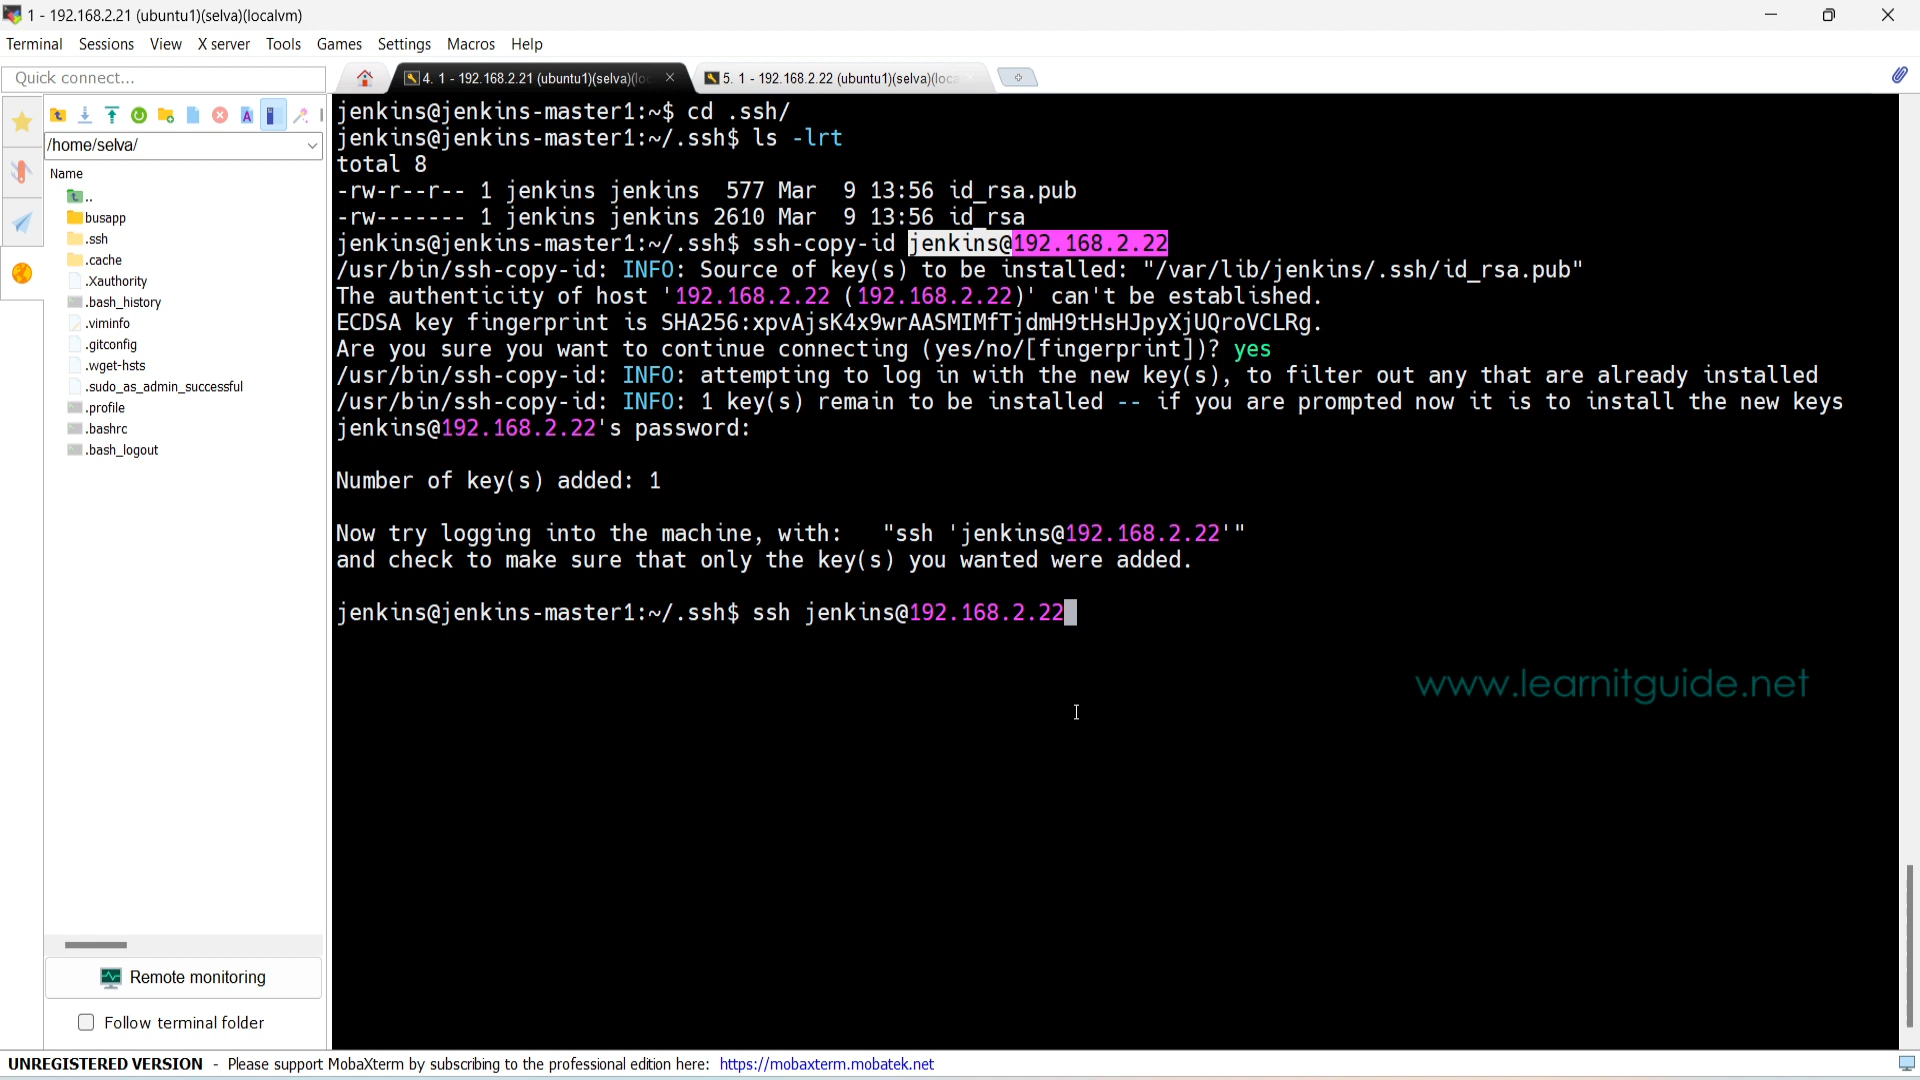 1 - 192.168.2.21 (ubuntu1)(selva)(localvm)
Terminal Sessions View X server Tools Games Settings Macros Help
Quick connect...
4. 1 - 192.168.2.21 (ubuntu1)(selva)(lo
5. 1 - 192.168.2.22 (ubuntu1)(selva)(loca
/home/selva/
Name
..
busapp
.ssh
.cache
.Xauthority
.bash_history
.viminfo
.gitconfig
.wget-hsts
.sudo_as_admin_successful
.profile
.bashrc
.bash_logout
Remote monitoring
Follow terminal folder
jenkins@jenkins-master1:~$ cd .ssh/
jenkins@jenkins-master1:~/.ssh$ ls -lrt
total 8
-rw-r--r-- 1 jenkins jenkins  577 Mar  9 13:56 id_rsa.pub
-rw------- 1 jenkins jenkins 2610 Mar  9 13:56 id_rsa
jenkins@jenkins-master1:~/.ssh$ ssh-copy-id jenkins@192.168.2.22
/usr/bin/ssh-copy-id: INFO: Source of key(s) to be installed: "/var/lib/jenkins/.ssh/id_rsa.pub"
The authenticity of host '192.168.2.22 (192.168.2.22)' can't be established.
ECDSA key fingerprint is SHA256:xpvAjsK4x9wrAASMIMfTjdmH9tHsHJpyXjUQroVCLRg.
Are you sure you want to continue connecting (yes/no/[fingerprint])? yes
/usr/bin/ssh-copy-id: INFO: attempting to log in with the new key(s), to filter out any that are already installed
/usr/bin/ssh-copy-id: INFO: 1 key(s) remain to be installed -- if you are prompted now it is to install the new keys
jenkins@192.168.2.22's password:
Number of key(s) added: 1
Now try logging into the machine, with:   "ssh 'jenkins@192.168.2.22'"
and check to make sure that only the key(s) you wanted were added.
jenkins@jenkins-master1:~/.ssh$ ssh jenkins@192.168.2.22
www.learnitguide.net
UNREGISTERED VERSION - Please support MobaXterm by subscribing to the professional edition here: https://mobaxterm.mobatek.net